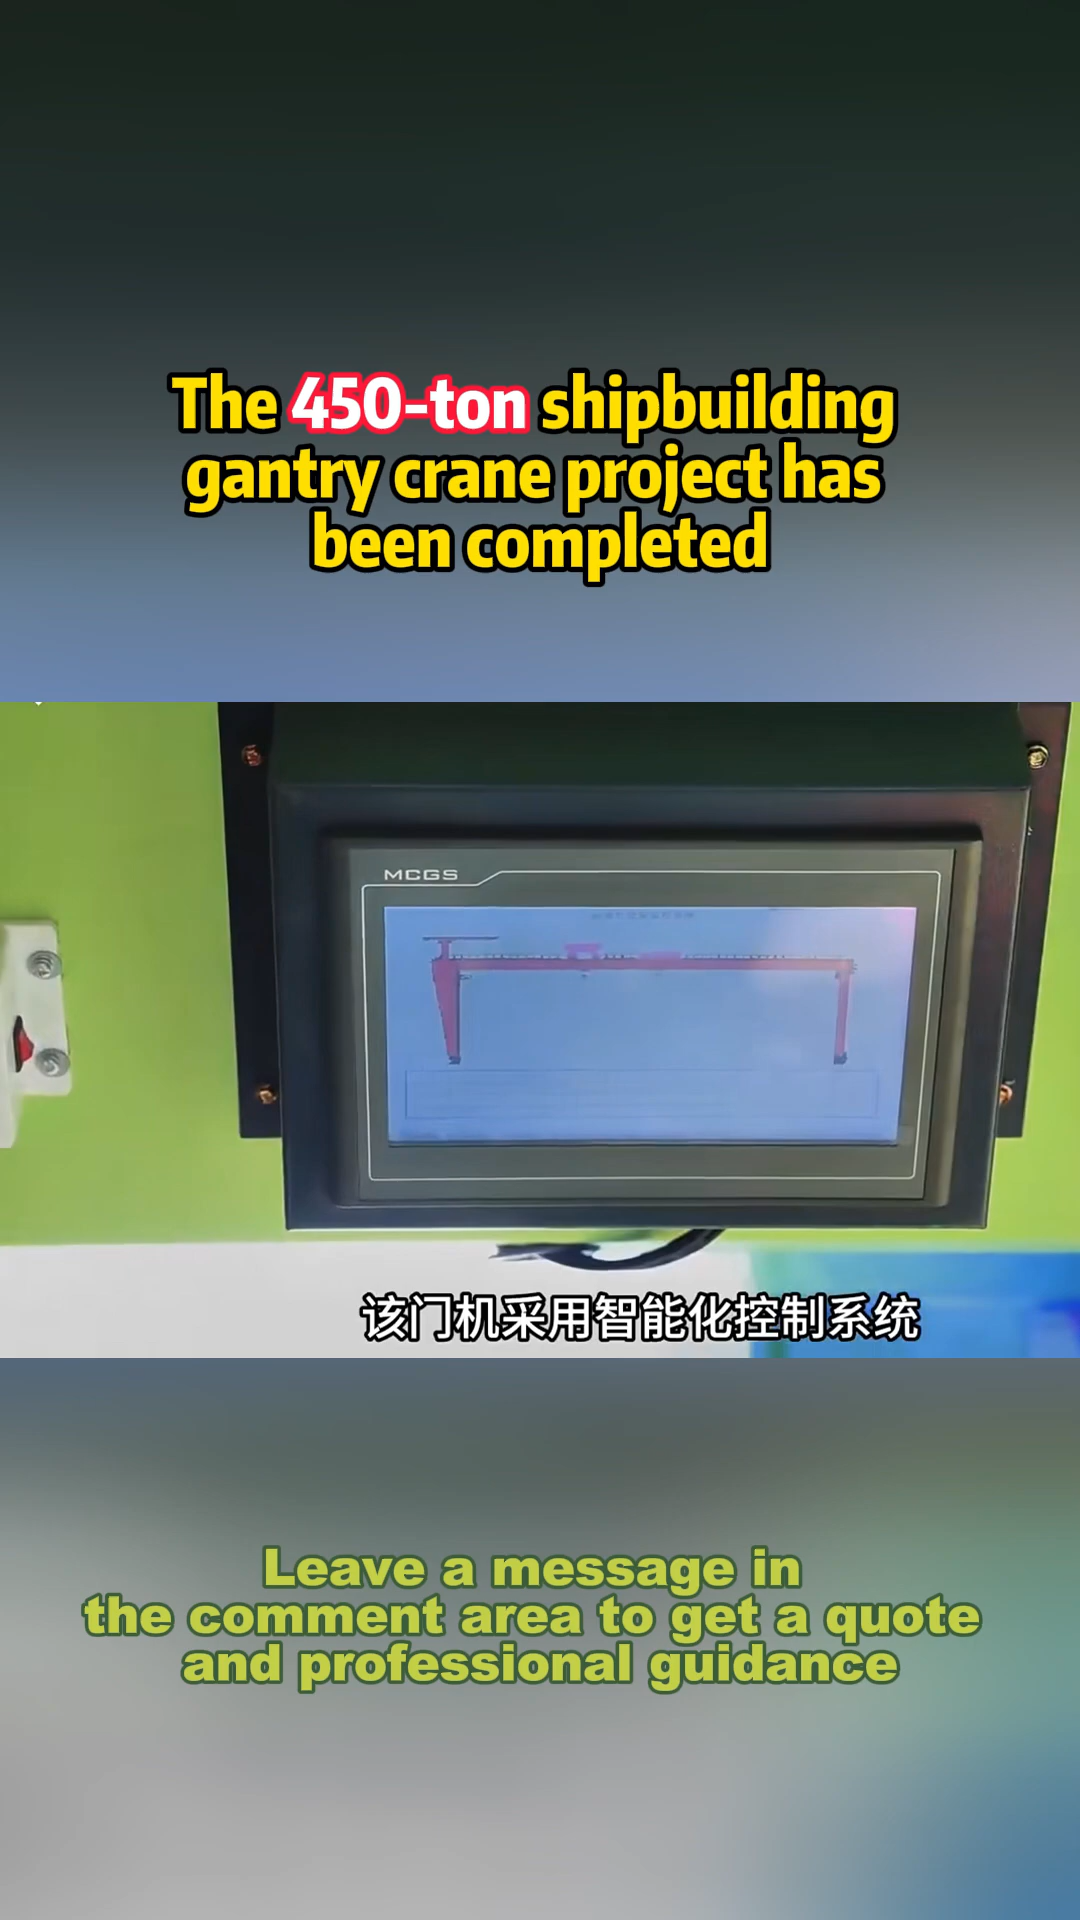 The 450-ton shipbuilding
gantry crane project has
been completed
MCGS
该门机采用智能化控制系统
Leave a message in
the comment area to get a quote
and professional guidance